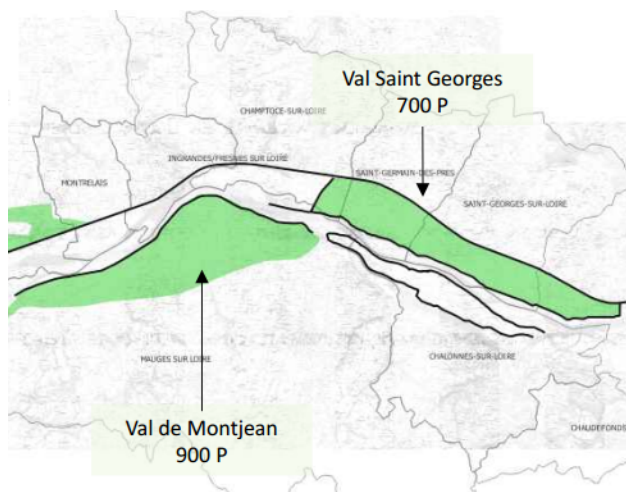 Val Saint Georges
700 P
CHAMPTOCE-SUR-LOIRE
INGRANDES/FRESNES SUR LOIRE
MONTRELAIS
SAINT-GERMAIN-DES-PRES
SAINT-GEORGES-SUR-LOIRE
MAUGES SUR LOIRE
CHALONNES-SUR-LOIRE
Val de Montjean
900 P
CHAUDEFONDS